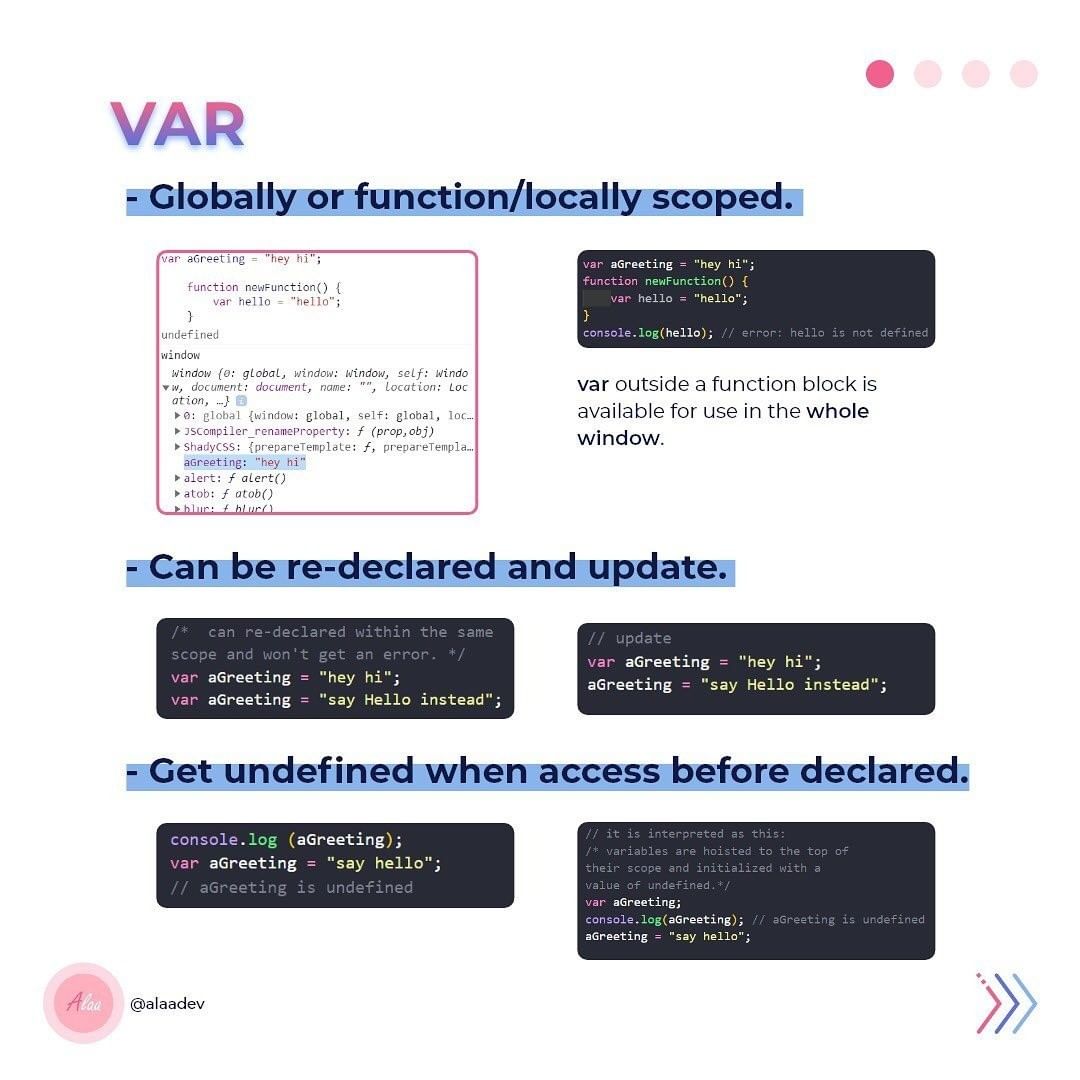 VAR
- Globally or function/locally scoped.
var aGreeting = "hey hi";
function newFunction() {
var hello = "hello";
}
undefined
window
Window {0: global, window: Window, self: Windo
w, document: document, name: "", location: Loc
ation, …} i
0: global {window: global, self: global, loc…
JSCompiler_renameProperty: ƒ (prop,obj)
ShadyCSS: {prepareTemplate: ƒ, prepareTempla…
aGreeting: "hey hi"
alert: ƒ alert()
atob: ƒ atob()
blur: ƒ blur()
var aGreeting = "hey hi";
function newFunction() {
var hello = "hello";
}
console.log(hello); // error: hello is not defined
var outside a function block is
available for use in the whole
window.
- Can be re-declared and update.
/*  can re-declared within the same
scope and won't get an error. */
var aGreeting = "hey hi";
var aGreeting = "say Hello instead";
// update
var aGreeting = "hey hi";
aGreeting = "say Hello instead";
- Get undefined when access before declared.
console.log (aGreeting);
var aGreeting = "say hello";
// aGreeting is undefined
// it is interpreted as this:
/* variables are hoisted to the top of
their scope and initialized with a
value of undefined.*/
var aGreeting;
console.log(aGreeting); // aGreeting is undefined
aGreeting = "say hello";
Alaa
@alaadev